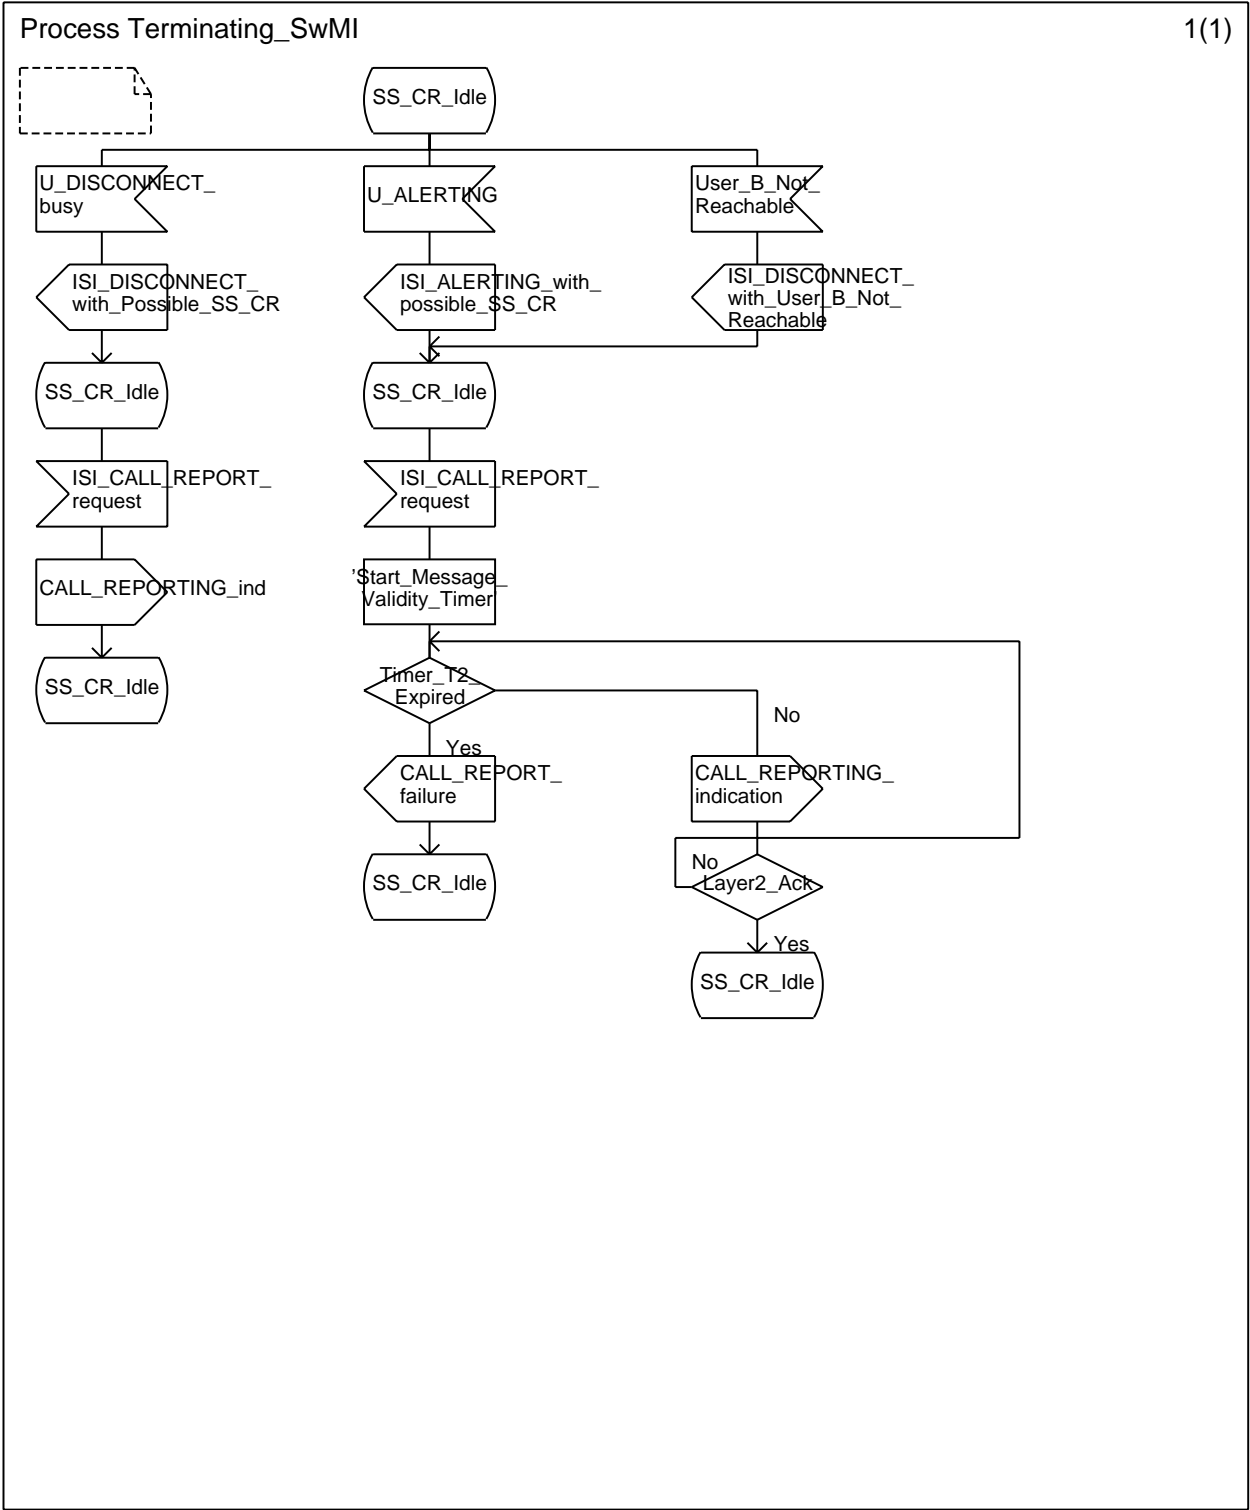 Process Terminating_SwMI
1(1)
SS_CR_Idle
U_DISCONNECT_
busy
U_ALERTING
User_B_Not_
Reachable
ISI_DISCONNECT_
with_Possible_SS_CR
ISI_ALERTING_with_
possible_SS_CR
ISI_DISCONNECT_
with_User_B_Not_
Reachable
SS_CR_Idle
SS_CR_Idle
ISI_CALL_REPORT_
request
ISI_CALL_REPORT_
request
CALL_REPORTING_ind
'Start_Message_
Validity_Timer'
SS_CR_Idle
Timer_T2_
Expired
No
Yes
CALL_REPORT_
failure
CALL_REPORTING_
indication
SS_CR_Idle
No
Layer2_Ack
Yes
SS_CR_Idle